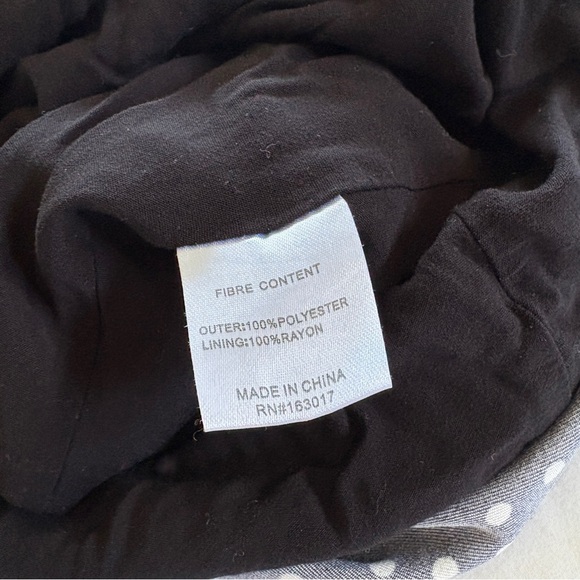 FIBRE CONTENT
OUTER:100%POLYESTER
LINING:100%RAYON
MADE IN CHINA
RN#163017